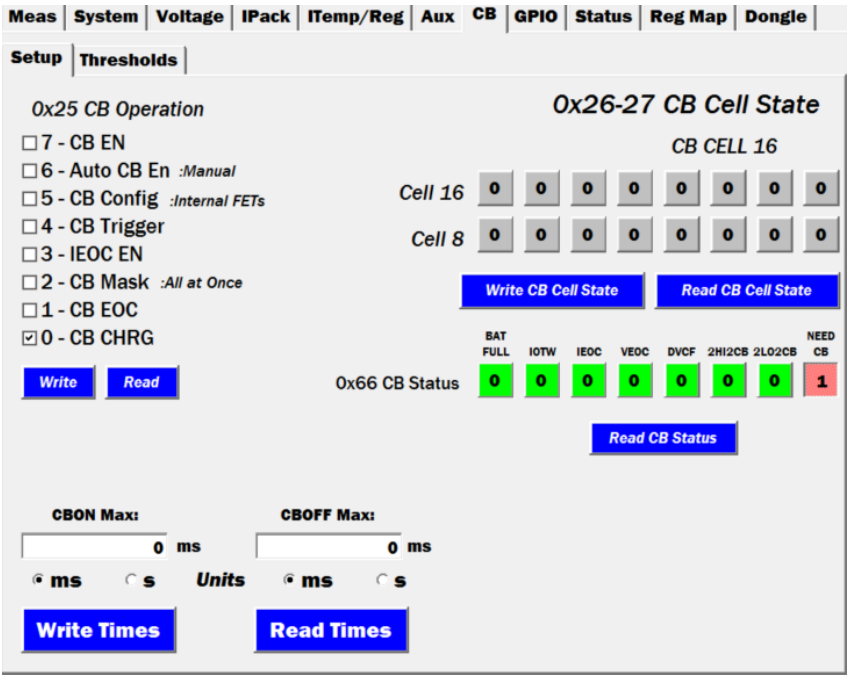 Meas System Voltage IPack ITemp/Reg Aux CB GPIO Status Reg Map Dongle
Setup Thresholds
0x25 CB Operation
7 - CB EN
6 - Auto CB En :Manual
5 - CB Config :Internal FETs
4 - CB Trigger
3 - IEOC EN
2 - CB Mask :All at Once
1 - CB EOC
0 - CB CHRG
Write Read
0x26-27 CB Cell State
CB CELL 16
Cell 16 0 0 0 0 0 0 0 0
Cell 8 0 0 0 0 0 0 0 0
Write CB Cell State Read CB Cell State
BAT FULL IOTW IEOC VEOC DVCF 2HI2CB 2LO2CB NEED CB
0x66 CB Status 0 0 0 0 0 0 0 1
Read CB Status
CBON Max: CBOFF Max:
0 ms 0 ms
ms s Units ms s
Write Times Read Times